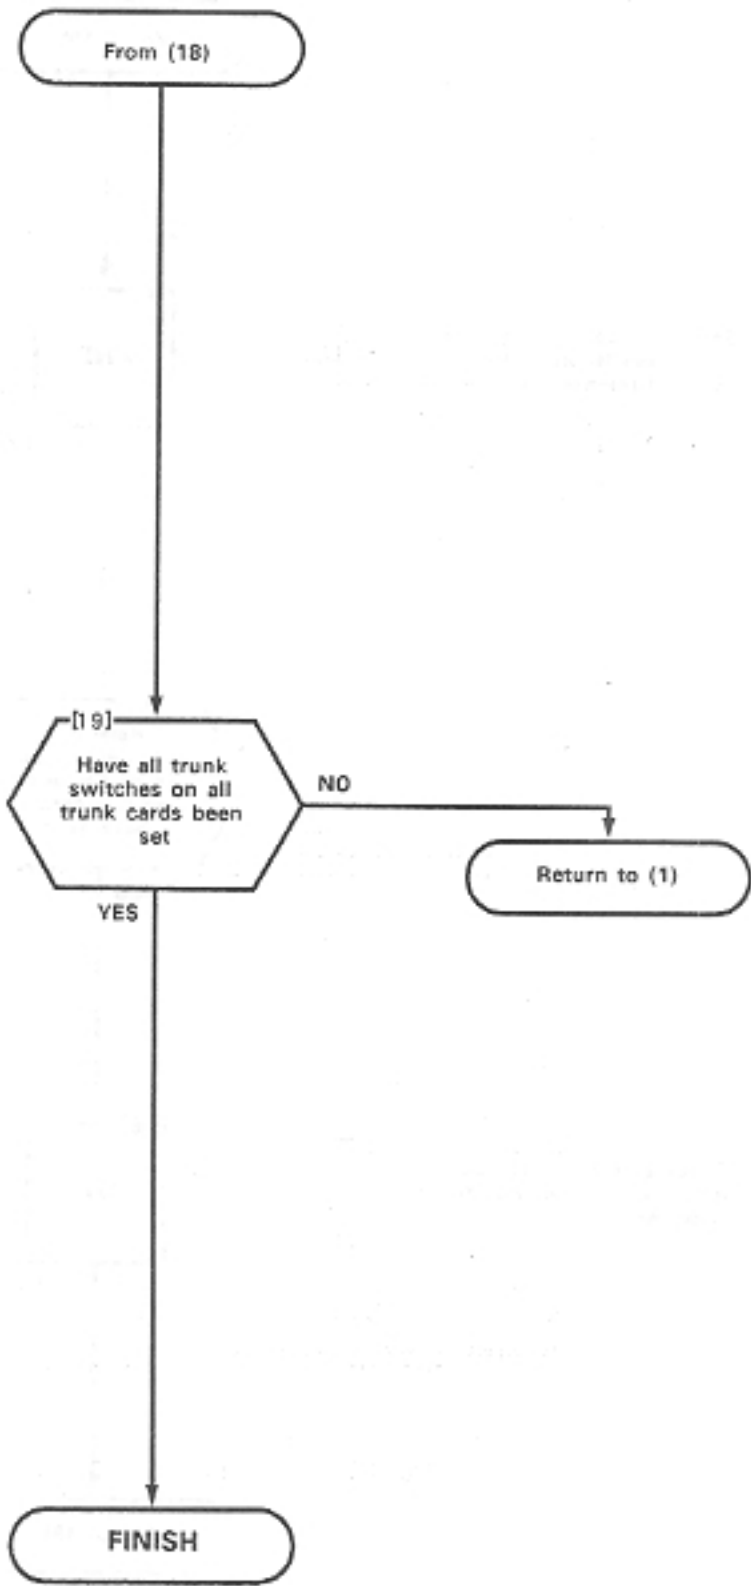 From (18)
[19]
Have all trunk
switches on all
trunk cards been
set
NO
Return to (1)
YES
FINISH